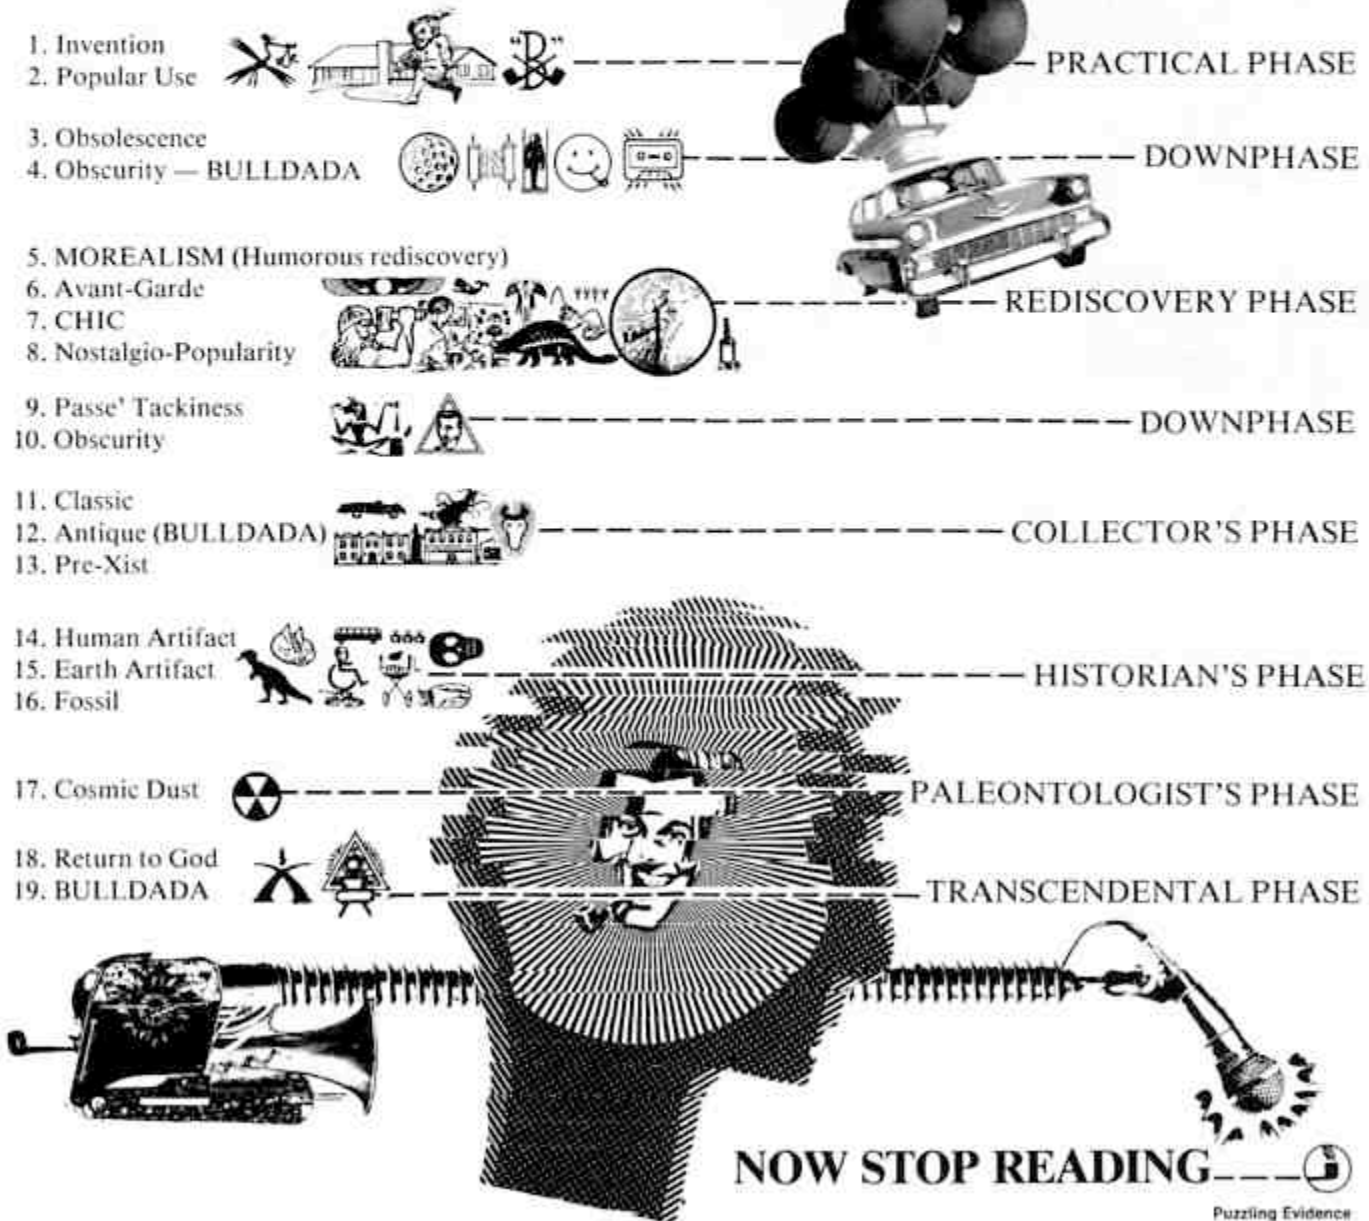 1. Invention
2. Popular Use
"B"
PRACTICAL PHASE
3. Obsolescence
4. Obscurity — BULLDADA
DOWNPHASE
5. MOREALISM (Humorous rediscovery)
6. Avant-Garde
7. CHIC
8. Nostalgio-Popularity
REDISCOVERY PHASE
9. Passe' Tackiness
10. Obscurity
DOWNPHASE
11. Classic
12. Antique (BULLDADA)
13. Pre-Xist
COLLECTOR'S PHASE
14. Human Artifact
15. Earth Artifact
16. Fossil
HISTORIAN'S PHASE
17. Cosmic Dust
PALEONTOLOGIST'S PHASE
18. Return to God
19. BULLDADA
TRANSCENDENTAL PHASE
NOW STOP READING
Puzzling Evidence